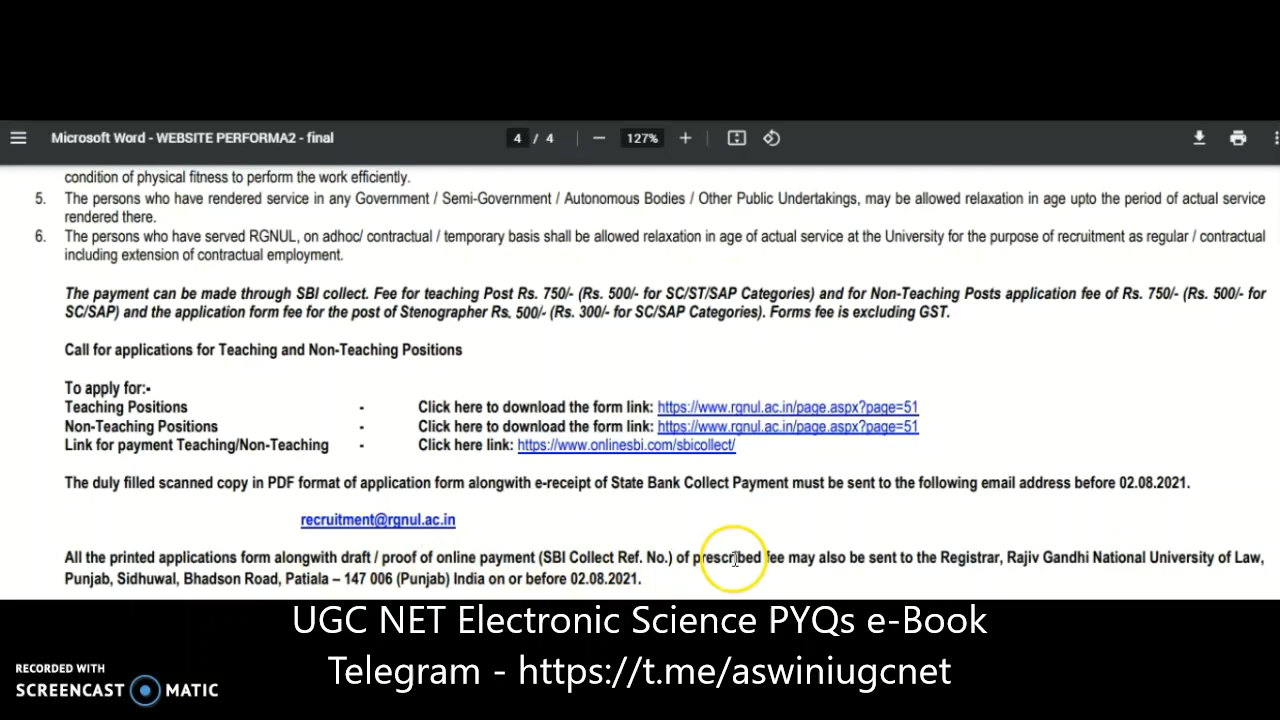 Microsoft Word - WEBSITE PERFORMA2 - final
4 / 4
127%
condition of physical fitness to perform the work efficiently.
5. The persons who have rendered service in any Government / Semi-Government / Autonomous Bodies / Other Public Undertakings, may be allowed relaxation in age upto the period of actual service
rendered there.
6. The persons who have served RGNUL, on adhoc/ contractual / temporary basis shall be allowed relaxation in age of actual service at the University for the purpose of recruitment as regular / contractual
including extension of contractual employment.
The payment can be made through SBI collect. Fee for teaching Post Rs. 750/- (Rs. 500/- for SC/ST/SAP Categories) and for Non-Teaching Posts application fee of Rs. 750/- (Rs. 500/- for
SC/SAP) and the application form fee for the post of Stenographer Rs. 500/- (Rs. 300/- for SC/SAP Categories). Forms fee is excluding GST.
Call for applications for Teaching and Non-Teaching Positions
To apply for:-
Teaching Positions - Click here to download the form link: https://www.rgnul.ac.in/page.aspx?page=51
Non-Teaching Positions - Click here to download the form link: https://www.rgnul.ac.in/page.aspx?page=51
Link for payment Teaching/Non-Teaching - Click here link: https://www.onlinesbi.com/sbicollect/
The duly filled scanned copy in PDF format of application form alongwith e-receipt of State Bank Collect Payment must be sent to the following email address before 02.08.2021.
recruitment@rgnul.ac.in
All the printed applications form alongwith draft / proof of online payment (SBI Collect Ref. No.) of prescribed fee may also be sent to the Registrar, Rajiv Gandhi National University of Law,
Punjab, Sidhuwal, Bhadson Road, Patiala – 147 006 (Punjab) India on or before 02.08.2021.
UGC NET Electronic Science PYQs e-Book
Telegram - https://t.me/aswiniugcnet
RECORDED WITH
SCREENCAST MATIC